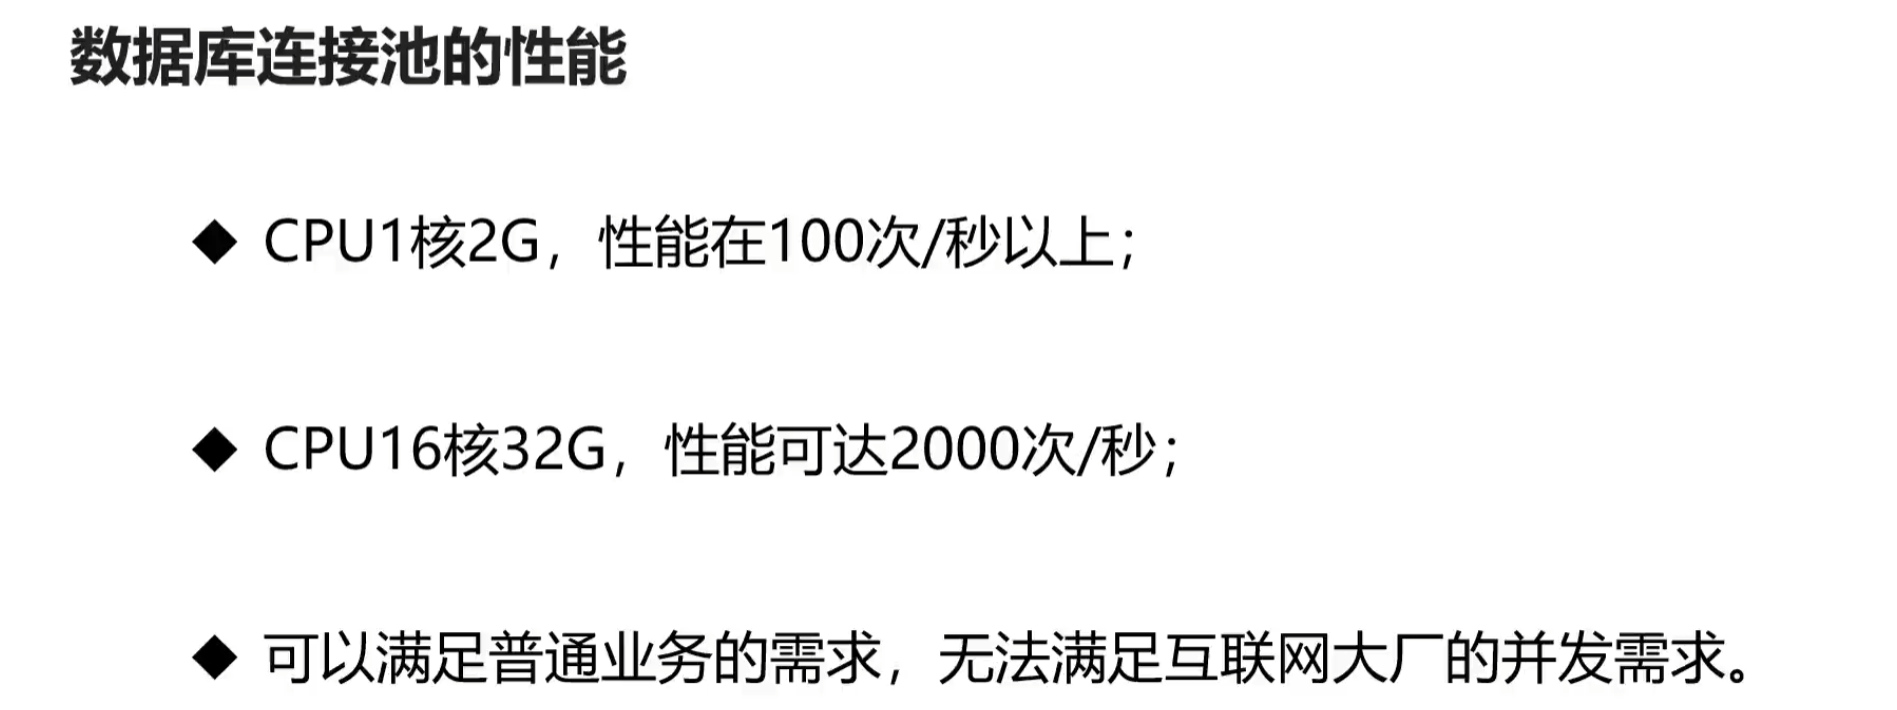 数据库连接池的性能
◆ CPU1核2G，性能在100次/秒以上；
◆ CPU16核32G，性能可达2000次/秒；
◆ 可以满足普通业务的需求，无法满足互联网大厂的并发需求。